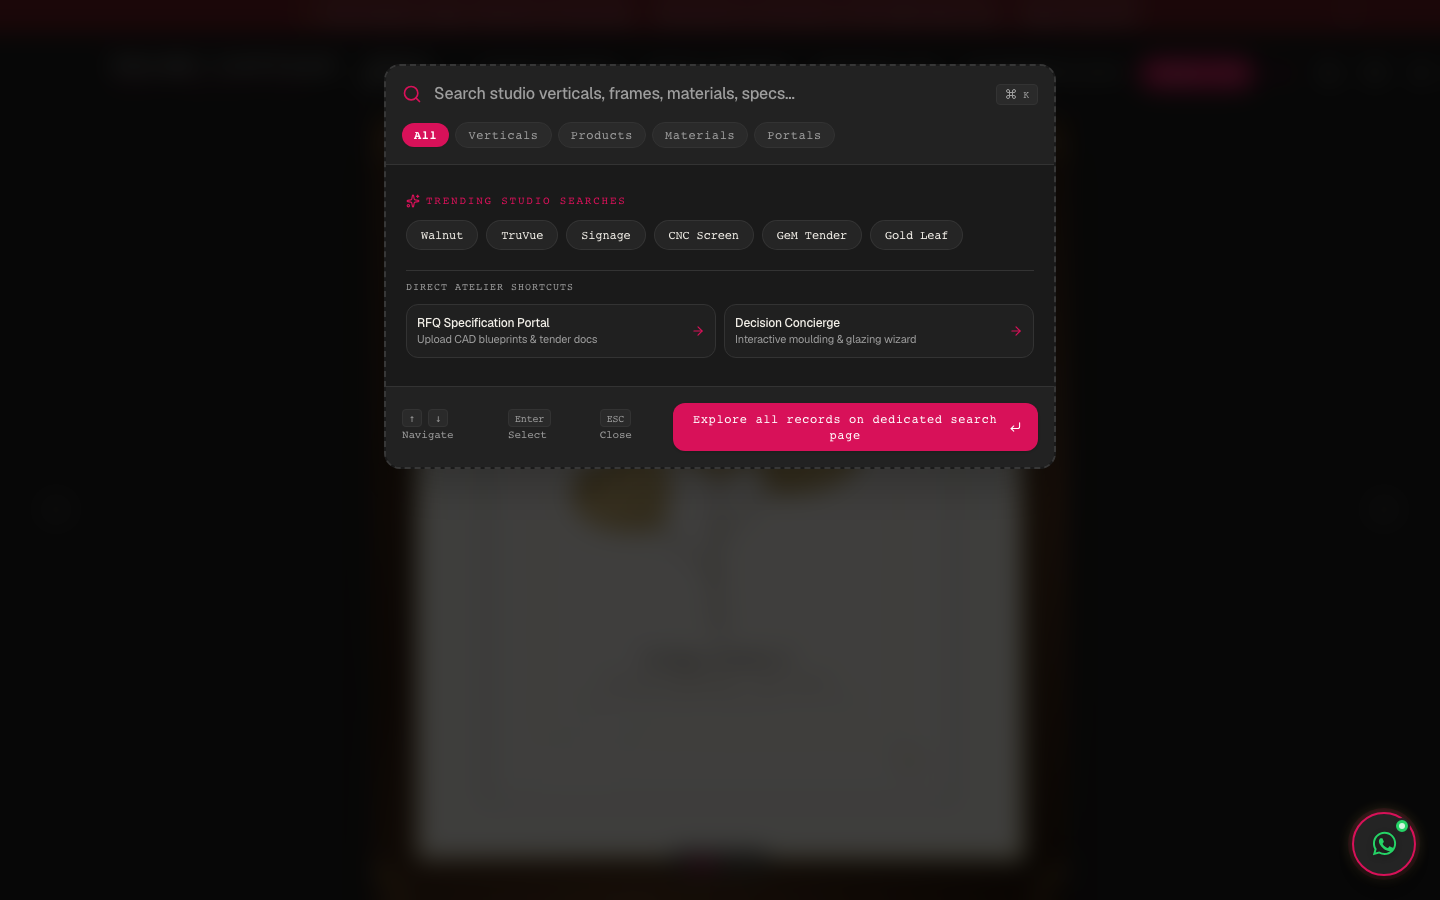 Search studio verticals, frames, materials, specs...
⌘ K
All
Verticals
Products
Materials
Portals
TRENDING STUDIO SEARCHES
Walnut
TruVue
Signage
CNC Screen
GeM Tender
Gold Leaf
DIRECT ATELIER SHORTCUTS
RFQ Specification Portal
Upload CAD blueprints & tender docs
Decision Concierge
Interactive moulding & glazing wizard
↑ ↓
Navigate
Enter
Select
ESC
Close
Explore all records on dedicated search
page